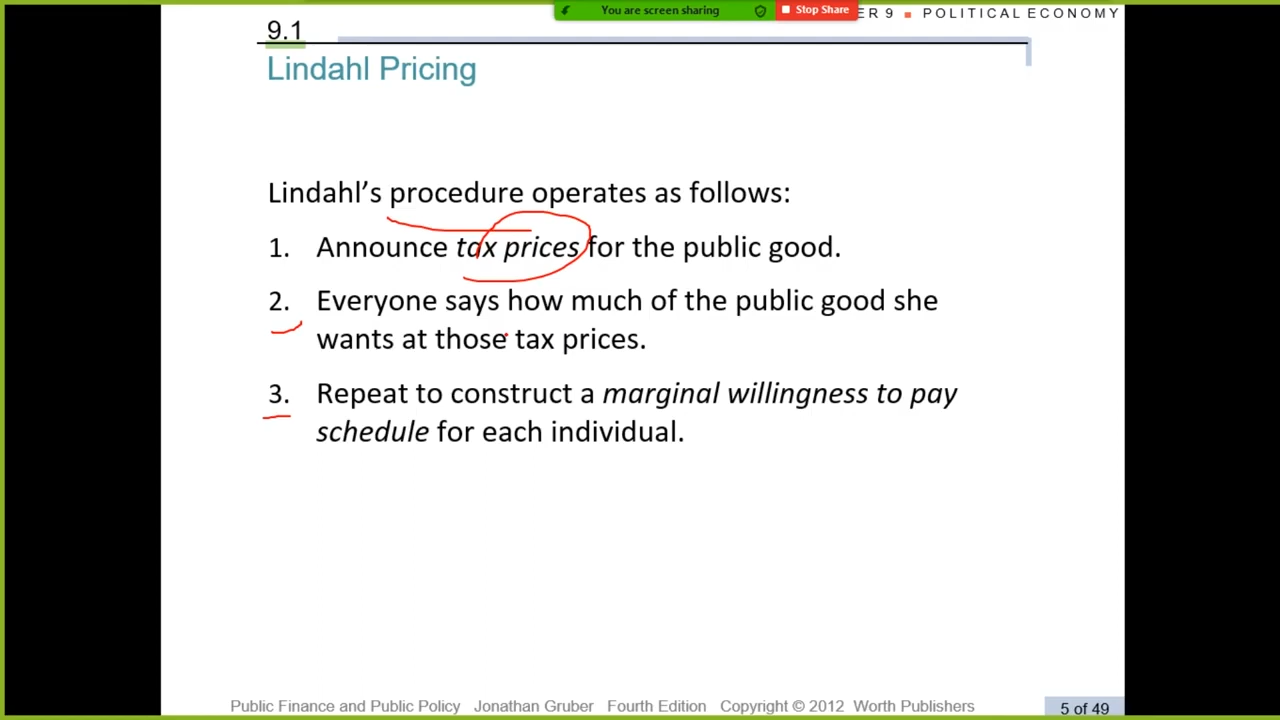 You are screen sharing
Stop Share
ER 9 ■ POLITICAL ECONOMY
9.1
Lindahl Pricing
Lindahl’s procedure operates as follows:
1. Announce tax prices for the public good.
2. Everyone says how much of the public good she
wants at those tax prices.
3. Repeat to construct a marginal willingness to pay
schedule for each individual.
Public Finance and Public Policy Jonathan Gruber Fourth Edition Copyright © 2012 Worth Publishers
5 of 49